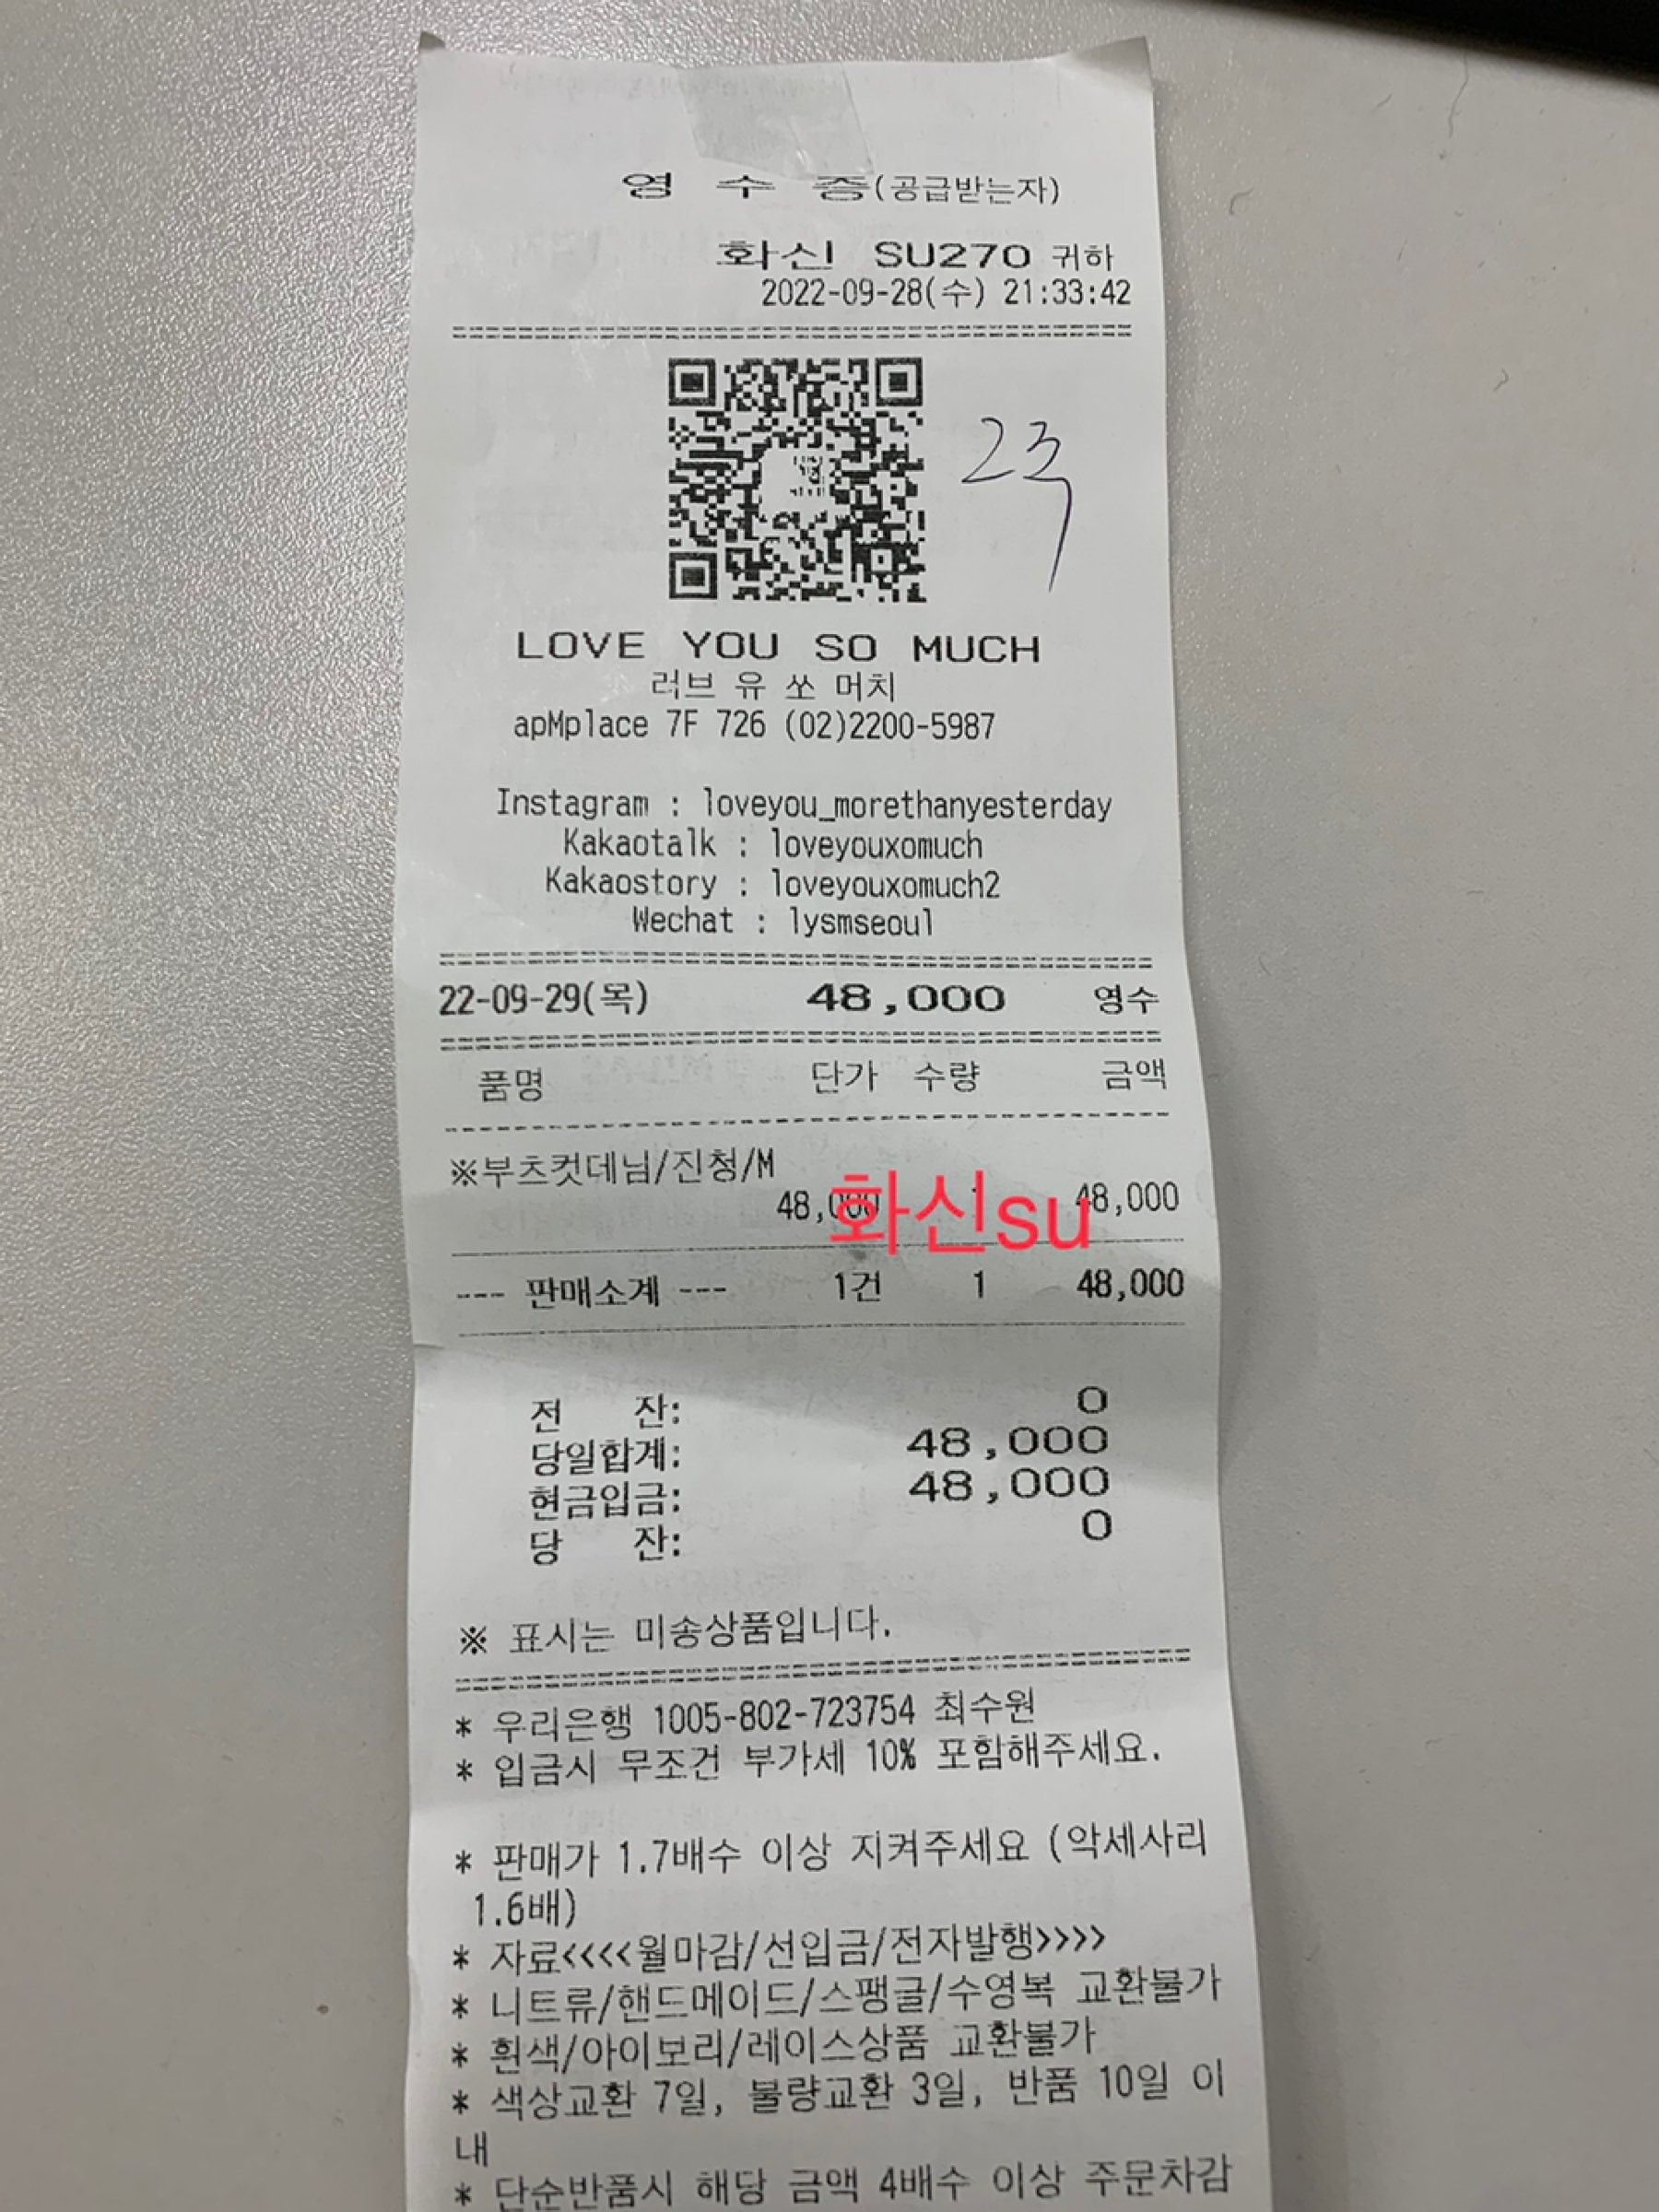 영 수 증(공급받는자)
화신 SU270 귀하
2022-09-28(수) 21:33:42
2주
LOVE YOU SO MUCH
러브 유 쏘 머치
apMplace 7F 726 (02)2200-5987
Instagram : loveyou_morethanyesterday
Kakaotalk : loveyouxomuch
Kakaostory : loveyouxomuch2
Wechat : lysmseoul
22-09-29(목) 48,000 영수
품명 단가 수량 금액
※부츠컷데님/진청/M
48,000 1 48,000
화신su
--- 판매소계 --- 1건 1 48,000
전 잔: 0
당일합계: 48,000
현금입금: 48,000
당 잔: 0
※ 표시는 미송상품입니다.
* 우리은행 1005-802-723754 최수원
* 입금시 무조건 부가세 10% 포함해주세요.
* 판매가 1.7배수 이상 지켜주세요 (악세사리
1.6배)
* 자료<<<<월마감/선입금/전자발행>>>>
* 니트류/핸드메이드/스팽글/수영복 교환불가
* 흰색/아이보리/레이스상품 교환불가
* 색상교환 7일, 불량교환 3일, 반품 10일 이
내
* 단순반품시 해당 금액 4배수 이상 주문차감